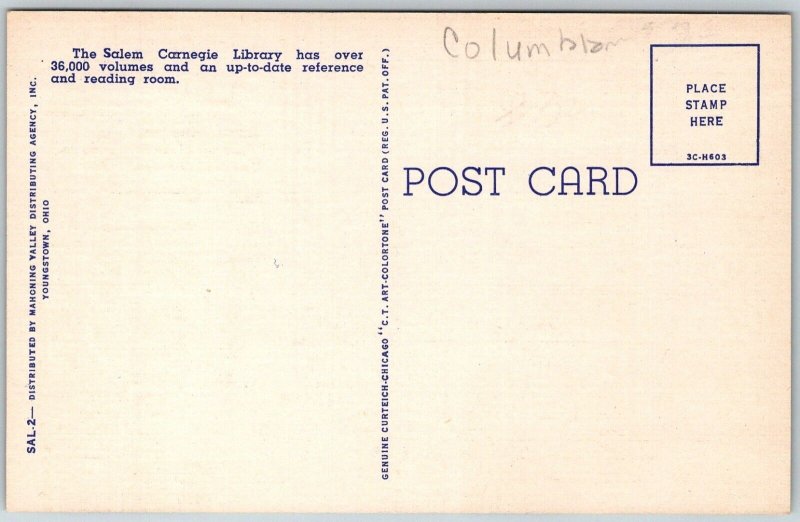 The Salem Carnegie Library has over
36,000 volumes and an up-to-date reference
and reading room.
SAL-2— DISTRIBUTED BY MAHONING VALLEY DISTRIBUTING AGENCY, INC.
YOUNGSTOWN, OHIO
GENUINE CURTEICH-CHICAGO "C.T. ART-COLORTONE" POST CARD (REG. U.S. PAT. OFF.)
POST CARD
PLACE
STAMP
HERE
3C-H603